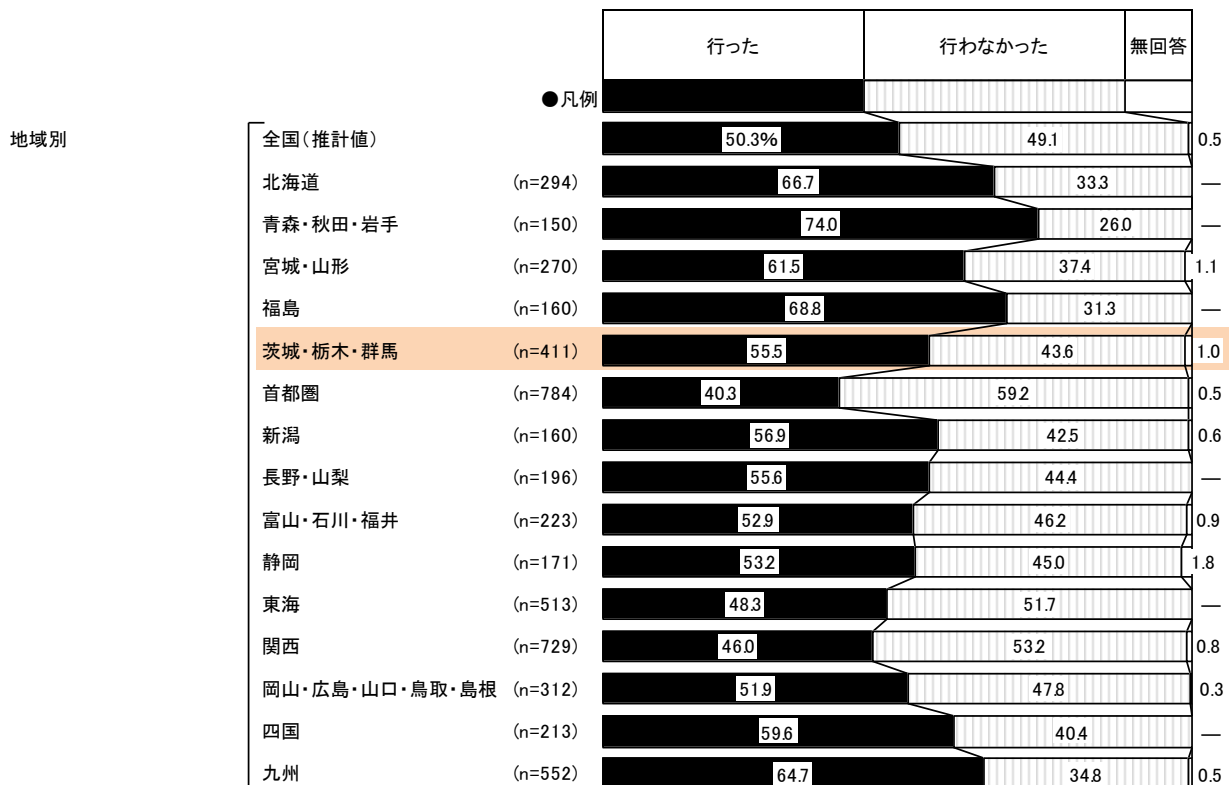 行った 行わなかった 無回答
●凡例
地域別 全国(推計値) 50.3% 49.1 0.5
北海道 (n=294) 66.7 33.3 —
青森・秋田・岩手 (n=150) 74.0 26.0 —
宮城・山形 (n=270) 61.5 37.4 1.1
福島 (n=160) 68.8 31.3 —
茨城・栃木・群馬 (n=411) 55.5 43.6 1.0
首都圏 (n=784) 40.3 59.2 0.5
新潟 (n=160) 56.9 42.5 0.6
長野・山梨 (n=196) 55.6 44.4 —
富山・石川・福井 (n=223) 52.9 46.2 0.9
静岡 (n=171) 53.2 45.0 1.8
東海 (n=513) 48.3 51.7 —
関西 (n=729) 46.0 53.2 0.8
岡山・広島・山口・鳥取・島根 (n=312) 51.9 47.8 0.3
四国 (n=213) 59.6 40.4 —
九州 (n=552) 64.7 34.8 0.5